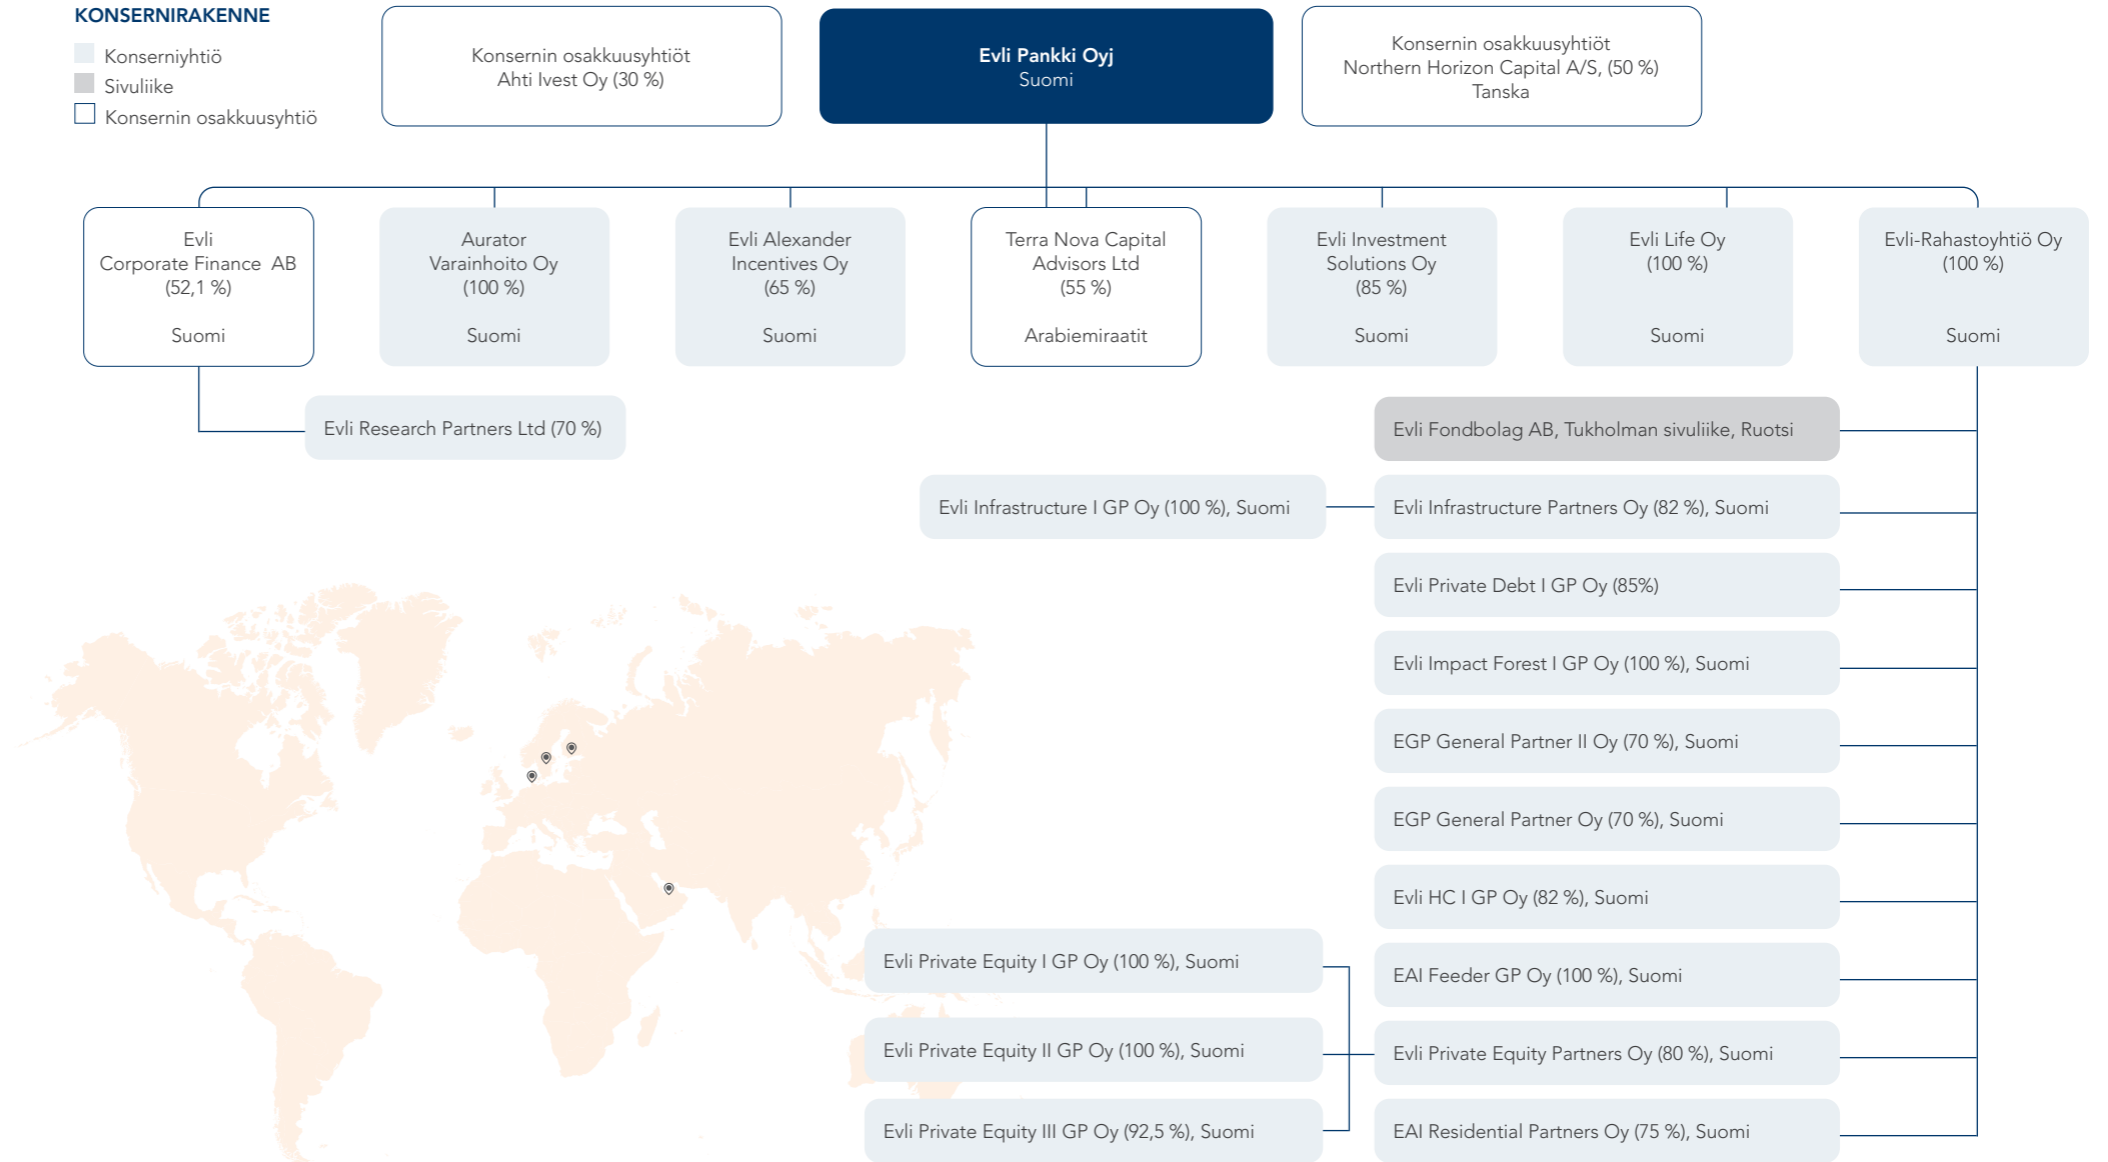 KONSERNIRAKENNE
Konserniyhtiö
Sivuliike
Konsernin osakkuusyhtiö
Konsernin osakkuusyhtiöt
Ahti Ivest Oy (30 %)
Evli Pankki Oyj
Suomi
Konsernin osakkuusyhtiöt
Northern Horizon Capital A/S, (50 %)
Tanska
Evli
Corporate Finance AB
(52,1 %)
Suomi
Aurator
Varainhoito Oy
(100 %)
Suomi
Evli Alexander
Incentives Oy
(65 %)
Suomi
Terra Nova Capital
Advisors Ltd
(55 %)
Arabiemiraatit
Evli Investment
Solutions Oy
(85 %)
Suomi
Evli Life Oy
(100 %)
Suomi
Evli-Rahastoyhtiö Oy
(100 %)
Suomi
Evli Research Partners Ltd (70 %)
Evli Fondbolag AB, Tukholman sivuliike, Ruotsi
Evli Infrastructure I GP Oy (100 %), Suomi
Evli Infrastructure Partners Oy (82 %), Suomi
Evli Private Debt I GP Oy (85%)
Evli Impact Forest I GP Oy (100 %), Suomi
EGP General Partner II Oy (70 %), Suomi
EGP General Partner Oy (70 %), Suomi
Evli HC I GP Oy (82 %), Suomi
EAI Feeder GP Oy (100 %), Suomi
Evli Private Equity I GP Oy (100 %), Suomi
Evli Private Equity II GP Oy (100 %), Suomi
Evli Private Equity Partners Oy (80 %), Suomi
Evli Private Equity III GP Oy (92,5 %), Suomi
EAI Residential Partners Oy (75 %), Suomi